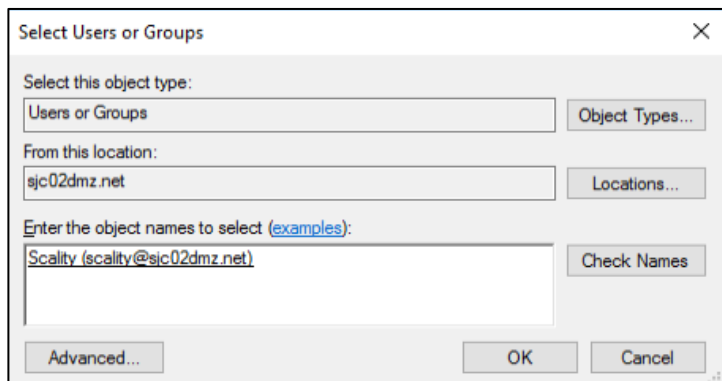 Select Users or Groups
Select this object type:
Users or Groups
Object Types...
From this location:
sjc02dmz.net
Locations...
Enter the object names to select (examples):
Scality (scality@sjc02dmz.net)
Check Names
Advanced...
OK
Cancel